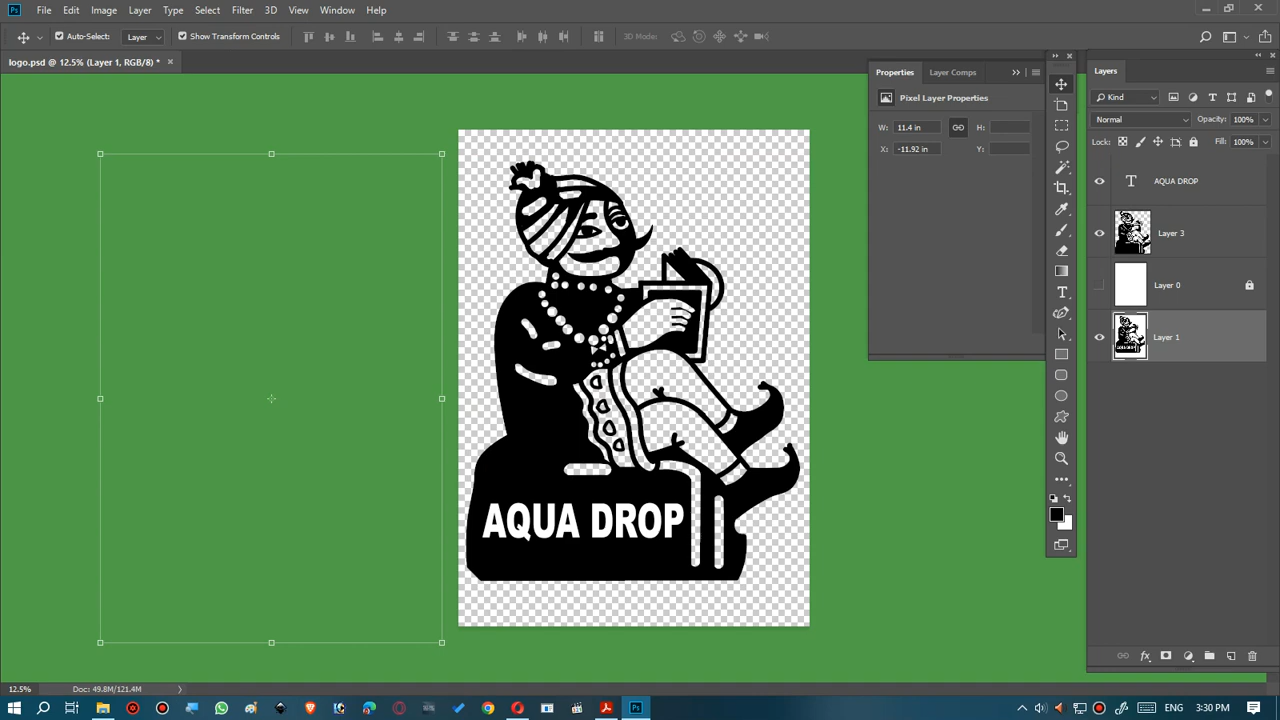 Ps File Edit Image Layer Type Select Filter 3D View Window Help
Auto-Select: Layer Show Transform Controls 3D Mode:
logo.psd @ 12.5% (Layer 1, RGB/8) *
Properties Layer Comps
Pixel Layer Properties
W: 11.4 in H:
X: -11.92 in Y:
Layers
Kind
Normal Opacity: 100%
Lock: Fill: 100%
T AQUA DROP
Layer 3
Layer 0
Layer 1
AQUA DROP
12.5% Doc: 49.8M/121.4M
Ps ENG 3:30 PM